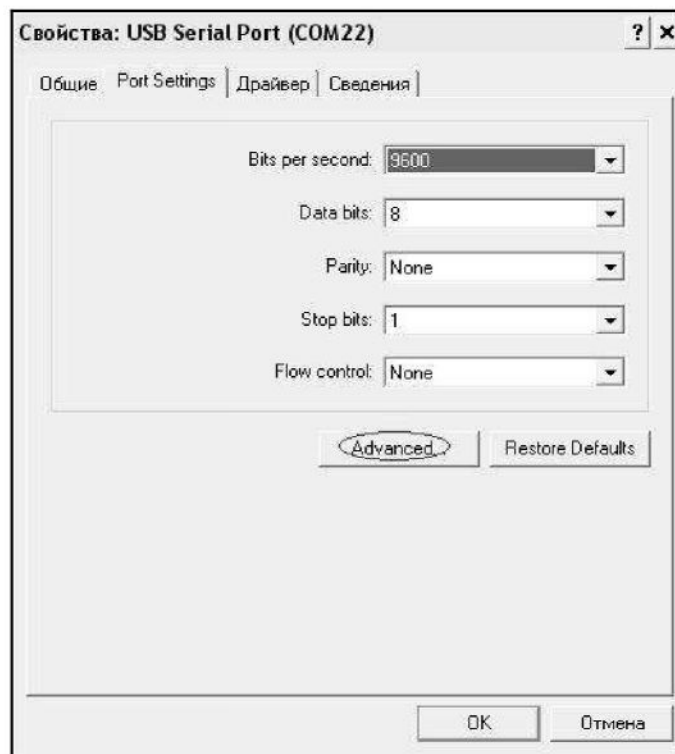 Свойства: USB Serial Port (COM22)
Общие Port Settings Драйвер Сведения
Bits per second: 9600
Data bits: 8
Parity: None
Stop bits: 1
Flow control: None
Advanced... Restore Defaults
OK Отмена